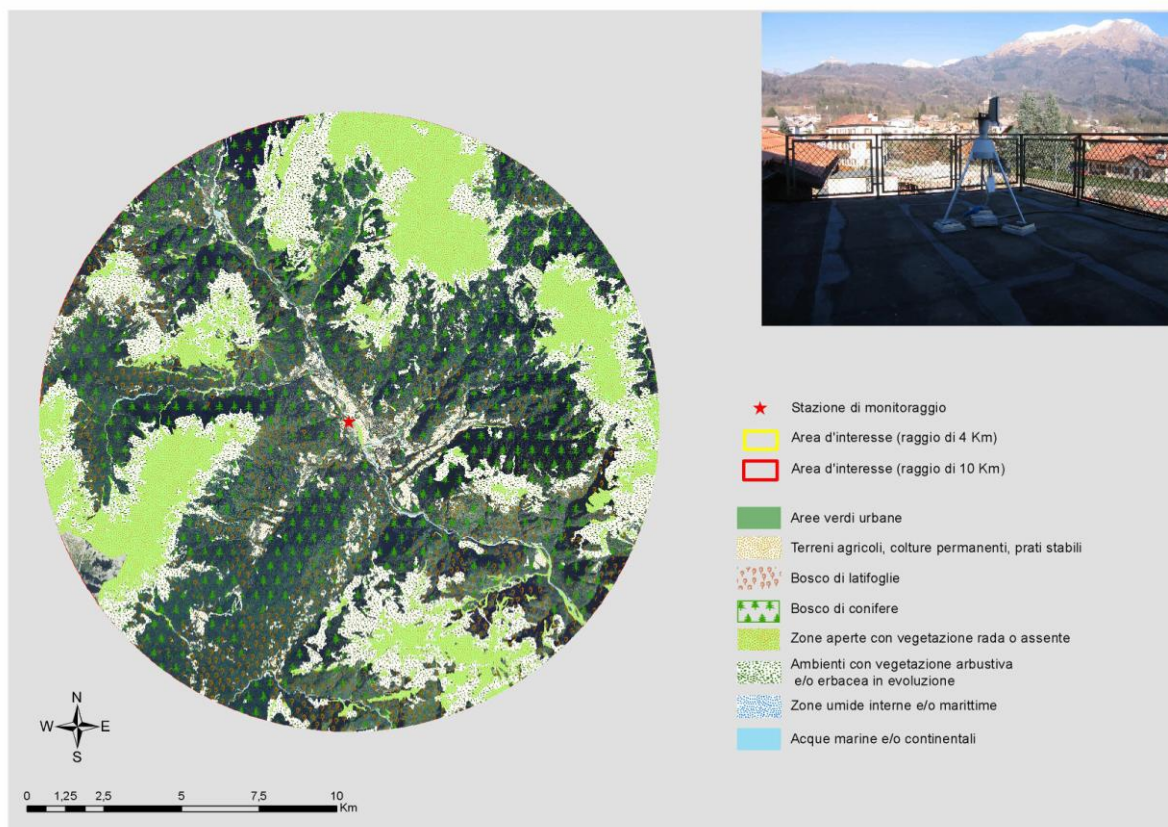 Stazione di monitoraggio
Area d'interesse (raggio di 4 Km)
Area d'interesse (raggio di 10 Km)
Aree verdi urbane
Terreni agricoli, colture permanenti, prati stabili
Bosco di latifoglie
Bosco di conifere
Zone aperte con vegetazione rada o assente
Ambienti con vegetazione arbustiva
e/o erbacea in evoluzione
Zone umide interne e/o marittime
Acque marine e/o continentali
N
W E
S
0 1,25 2,5 5 7,5 10
Km